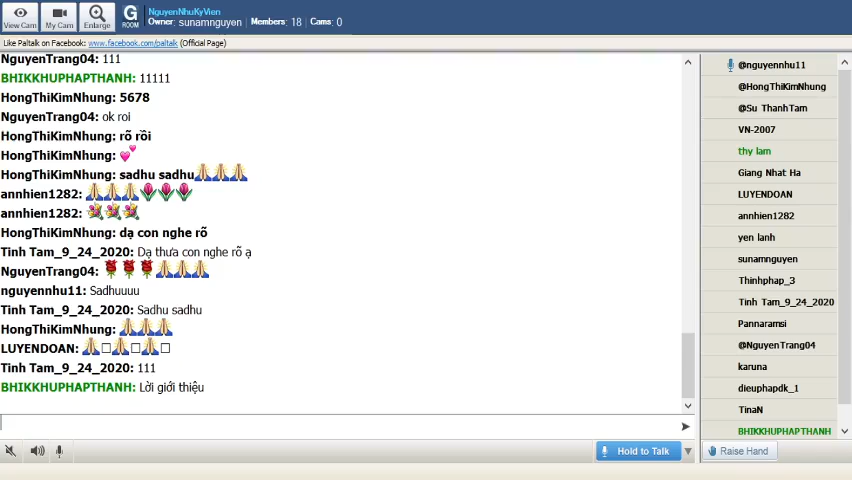 NguyenNhuKyVien
Owner: sunamnguyen Members: 18 Cams: 0
View Cam My Cam Enlarge G ROOM
Like Paltalk on Facebook: www.facebook.com/paltalk (Official Page)
NguyenTrang04: 111
BHIKKHUPHAPTHANH: 11111
HongThiKimNhung: 5678
NguyenTrang04: ok roi
HongThiKimNhung: rõ rồi
HongThiKimNhung: 💕
HongThiKimNhung: sadhu sadhu🙏🙏🙏
annhien1282: 🙏🙏🙏🌷🌷🌷
annhien1282: 💐💐💐
HongThiKimNhung: dạ con nghe rõ
Tinh Tam_9_24_2020: Dạ thưa con nghe rõ ạ
NguyenTrang04: 🌹🌹🌹🙏🙏🙏
nguyennhu11: Sadhuuuu
Tinh Tam_9_24_2020: Sadhu sadhu
HongThiKimNhung: 🙏🙏🙏
LUYENDOAN: 🙏□🙏□🙏□
Tinh Tam_9_24_2020: 111
BHIKKHUPHAPTHANH: Lời giới thiệu
@nguyennhu11
@HongThiKimNhung
@Su ThanhTam
VN-2007
thy lam
Giang Nhat Ha
LUYENDOAN
annhien1282
yen lanh
sunamnguyen
Thinhphap_3
Tinh Tam_9_24_2020
Pannaramsi
@NguyenTrang04
karuna
dieuphapdk_1
TinaN
BHIKKHUPHAPTHANH
Hold to Talk
Raise Hand